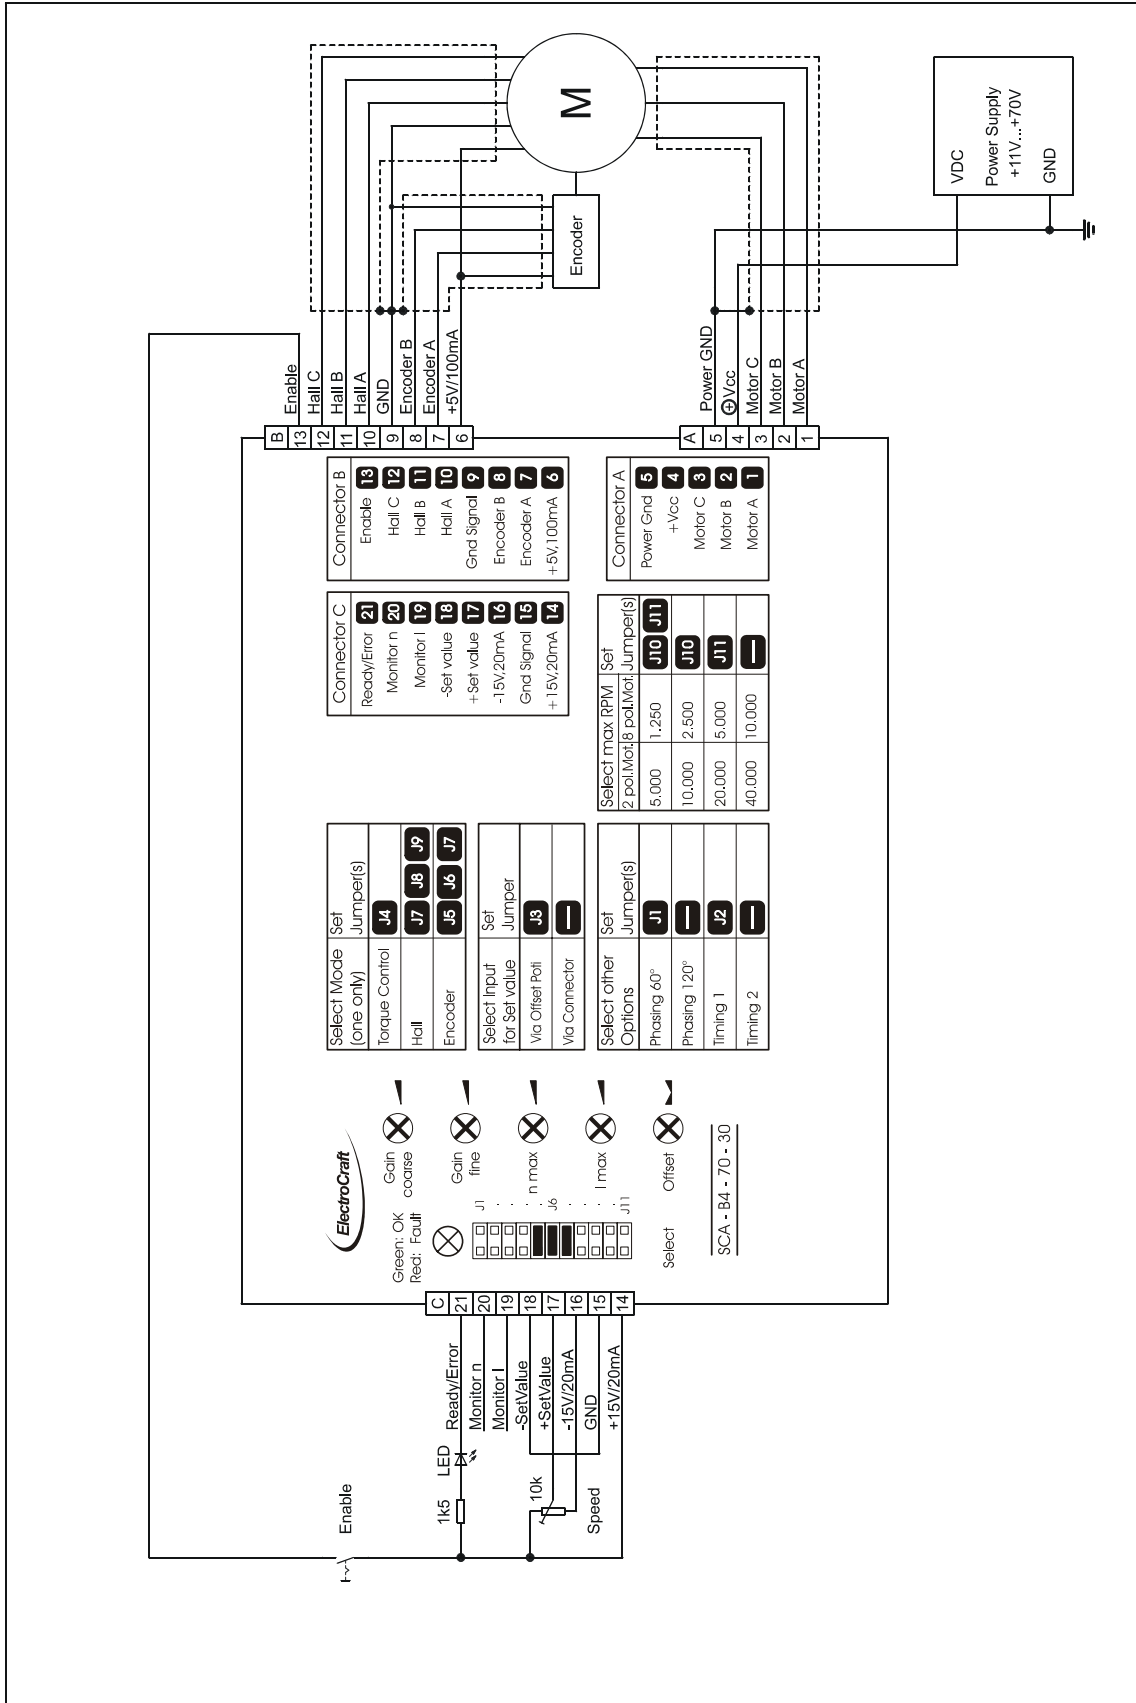 M
Encoder
VDC
Power Supply
+11V...+70V
GND
Enable
Hall C
Hall B
Hall A
GND
Encoder B
Encoder A
+5V/100mA
Power GND
+Vcc
Motor C
Motor B
Motor A
B
13
12
11
10
9
8
7
6
A
5
4
3
2
1
Connector B
Enable 13
Hall C 12
Hall B 11
Hall A 10
Gnd Signal 9
Encoder B 8
Encoder A 7
+5V,100mA 6
Connector A
Power Gnd 5
+Vcc 4
Motor C 3
Motor B 2
Motor A 1
Connector C
Ready/Error 21
Monitor n 20
Monitor I 19
-Set value 18
+Set value 17
-15V,20mA 16
Gnd Signal 15
+15V,20mA 14
Select max RPM Set
2 pol.Mot. 8 pol.Mot. Jumper(s)
5.000 1.250 J10 J11
10.000 2.500 J10
20.000 5.000 J11
40.000 10.000 —
Select Mode Set
(one only) Jumper(s)
Torque Control J4
Hall J7 J8 J9
Encoder J5 J6 J7
Select Input Set
for Set value Jumper
Via Offset Poti J3
Via Connector —
Select other Set
Options Jumper(s)
Phasing 60° J1
Phasing 120° —
Timing 1 J2
Timing 2 —
ElectroCraft
Green: OK
Red: Fault
Gain
coarse
Gain
fine
n max
I max
Offset
J1
J6
J11
Select
SCA - B4 - 70 - 30
C
21
20
19
18
17
16
15
14
Ready/Error
Monitor n
Monitor I
-SetValue
+SetValue
-15V/20mA
GND
+15V/20mA
LED
1k5
10k
Speed
Enable